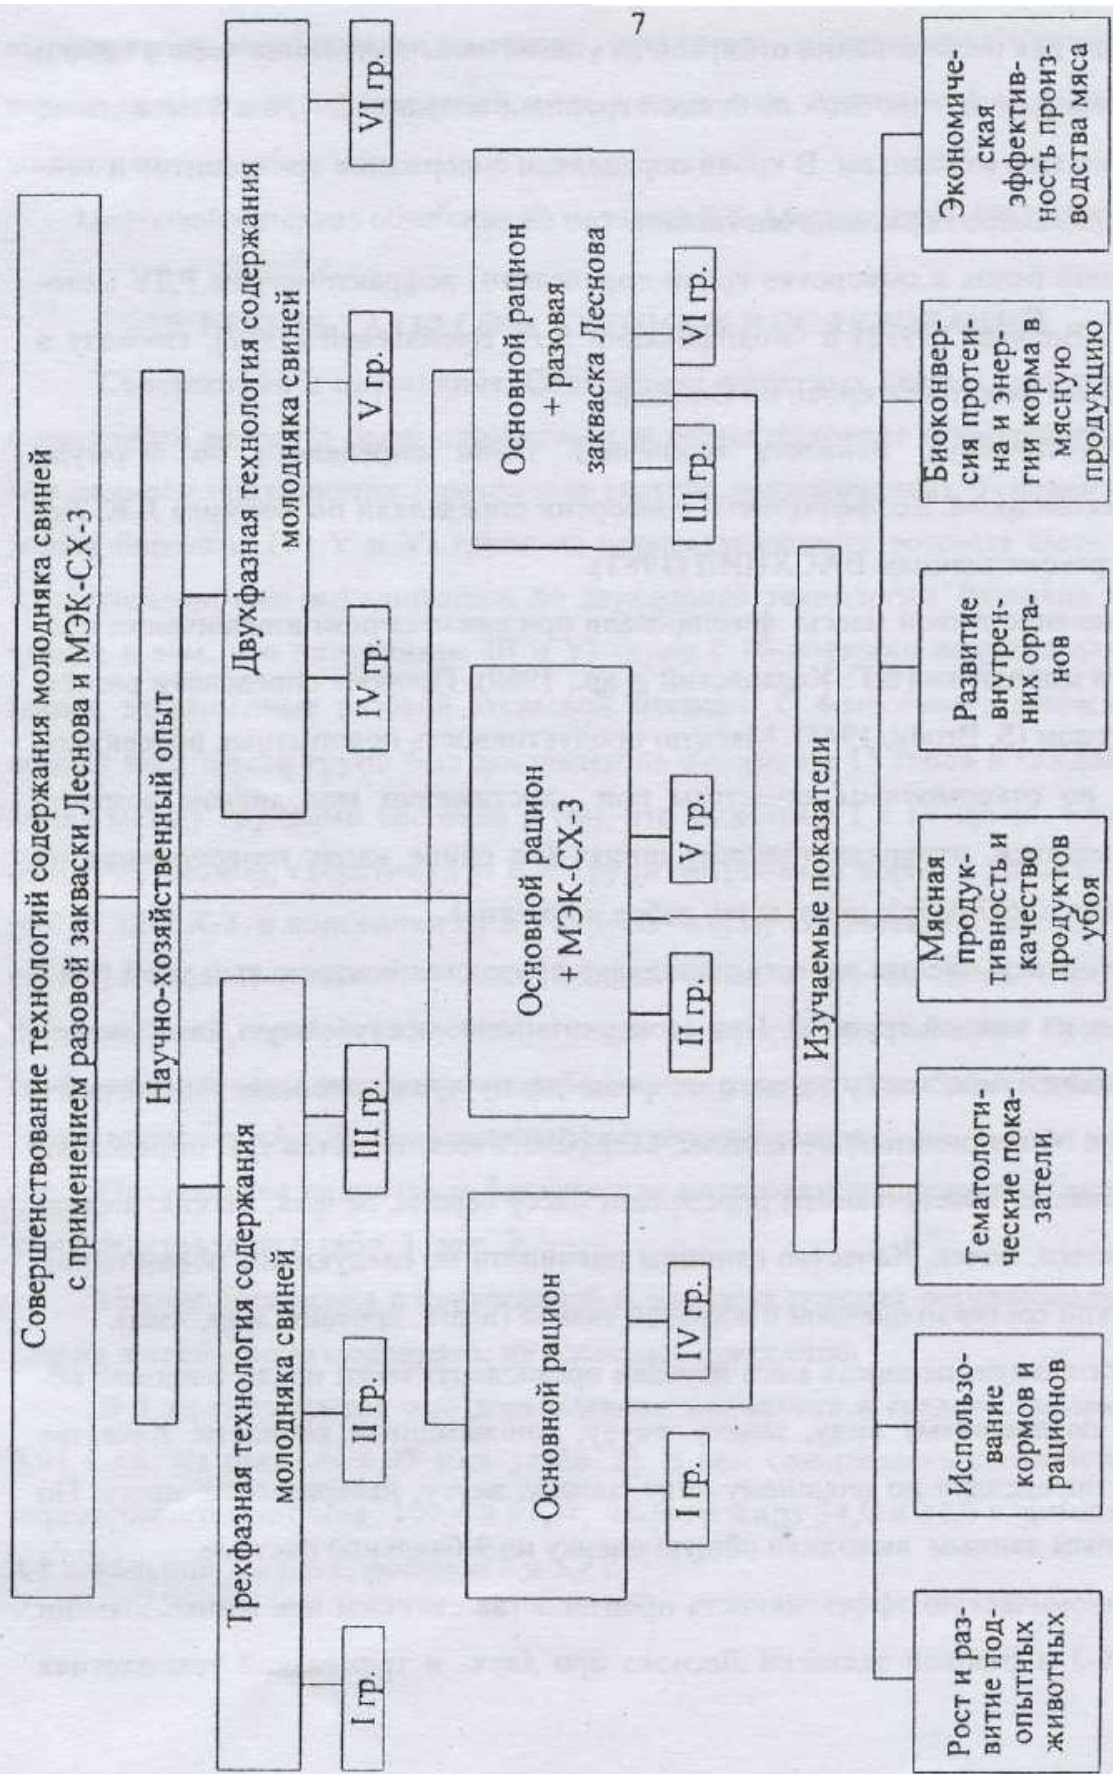 7
Совершенствование технологий содержания молодняка свиней
с применением разовой закваски Леснова и МЭК-СХ-3
Научно-хозяйственный опыт
Трехфазная технология содержания
молодняка свиней
Двухфазная технология содержания
молодняка свиней
I гр.
II гр.
III гр.
IV гр.
V гр.
VI гр.
Основной рацион
Основной рацион
+ МЭК-СХ3
Основной рацион
+ разовая
закваска Леснова
I гр.
IV гр.
II гр.
V гр.
III гр.
VI гр.
Изучаемые показатели
Рост и раз-
витие под-
опытных
животных
Использо-
вание
кормов и
рационов
ематологи-
ческие пока-
затели
Мясная
продук-
тивность и
качество
продуктов
убоя
Развитие
внутрен-
них орга-
нов
Биоконвер-
сия протеи-
на и энер-
гии корма в
мясную
продукцию
Экономиче-
ская
эффектив-
ность произ-
водства мяса